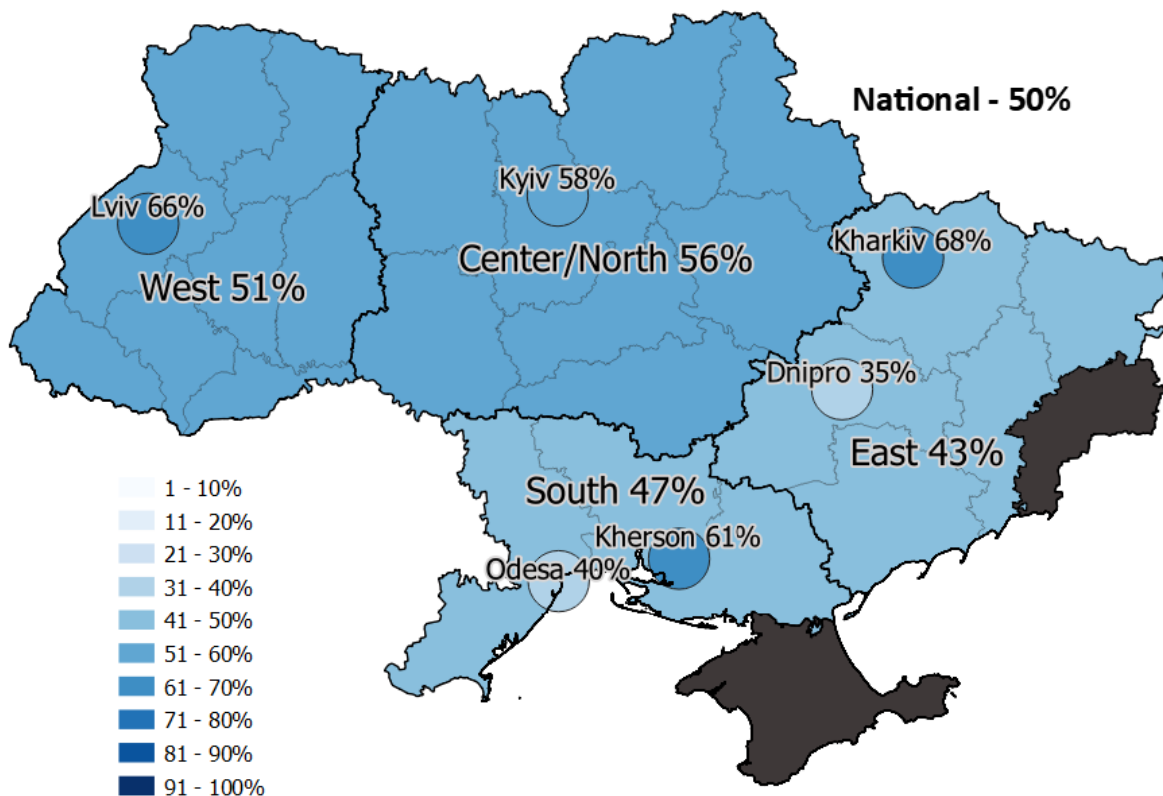 National - 50%
Kyiv 58%
Lviv 66%
Kharkiv 68%
Center/North 56%
West 51%
Dnipro 35%
East 43%
South 47%
Kherson 61%
Odesa 40%
1 - 10%
11 - 20%
21 - 30%
31 - 40%
41 - 50%
51 - 60%
61 - 70%
71 - 80%
81 - 90%
91 - 100%